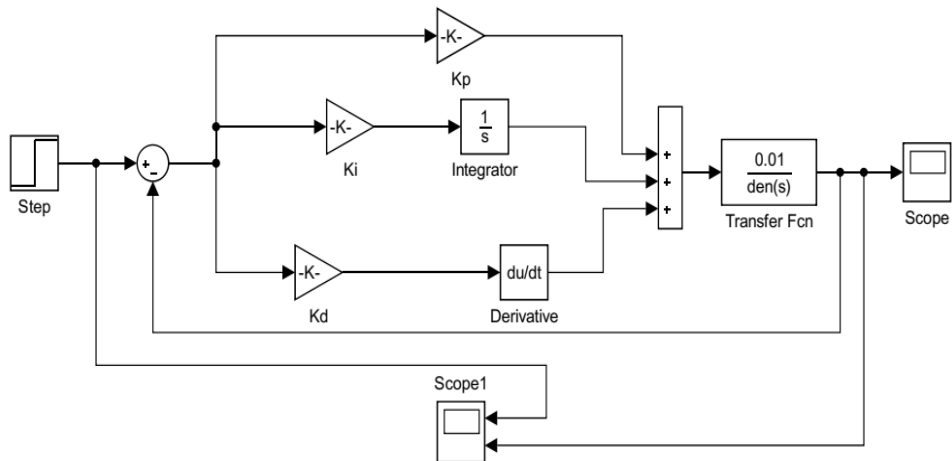 -K-
Kp
-K-
Ki
1
s
Integrator
+
-
Step
+
+
+
0.01
den(s)
Transfer Fcn
Scope
-K-
Kd
du/dt
Derivative
Scope1